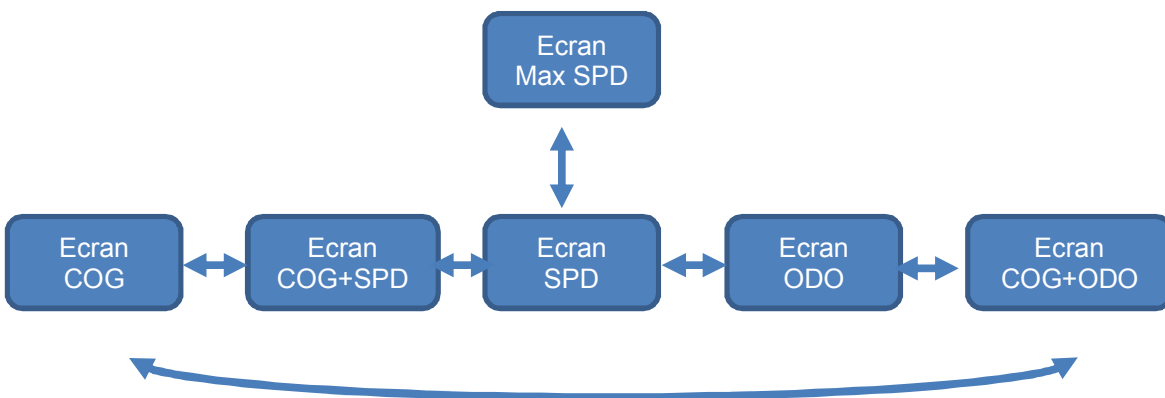 Ecran
Max SPD
Ecran
COG
Ecran
COG+SPD
Ecran
SPD
Ecran
ODO
Ecran
COG+ODO